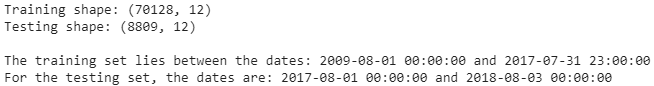 Training shape: (70128, 12)
Testing shape: (8809, 12)
The training set lies between the dates: 2009-08-01 00:00:00 and 2017-07-31 23:00:00
For the testing set, the dates are: 2017-08-01 00:00:00 and 2018-08-03 00:00:00